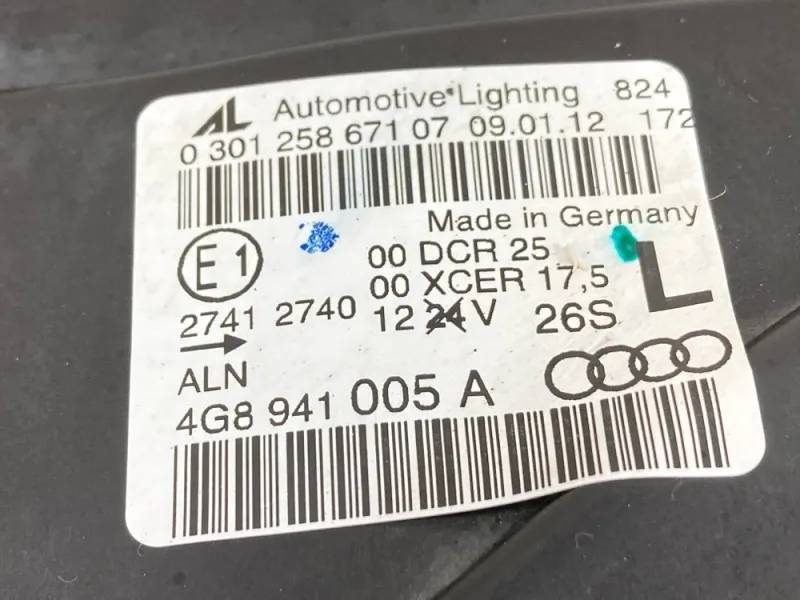 AL Automotive Lighting 824
0 301 258 671 07 09.01.12 172
Made in Germany
E1 00 DCR 25 L
00 XCER 17,5
2741 2740 12 24 V 26S
→
ALN
4G8 941 005 A